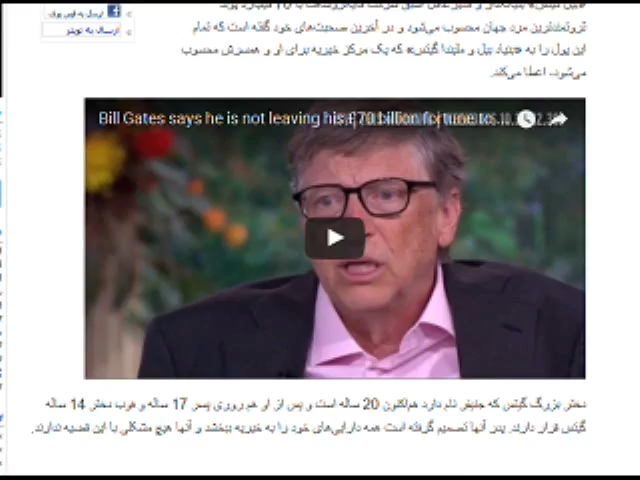 ارسال به فیس بوک
ارسال به تویتر
ثروتمندترین مرد جهان محسوب می‌شود و در آخرین صحبت‌های خود گفته است که تمام
این پول را به «بنیاد بیل و ملیندا گیتس» که یک مرکز خیریه برای او و همسرش محسوب
می‌شود، اعطا می‌کند.
Bill Gates says he is not leaving his £70 billion fortune to ...
دختر بزرگ گیتس که جنیفر نام دارد هم‌اکنون 20 ساله است و پس از او هم روری پسر 17 ساله و فوب دختر 14 ساله
گیتس قرار دارند. پدر آنها تصمیم گرفته است همه دارایی‌های خود را به خیریه ببخشد و آنها هیچ مشکلی با این قضیه ندارند.